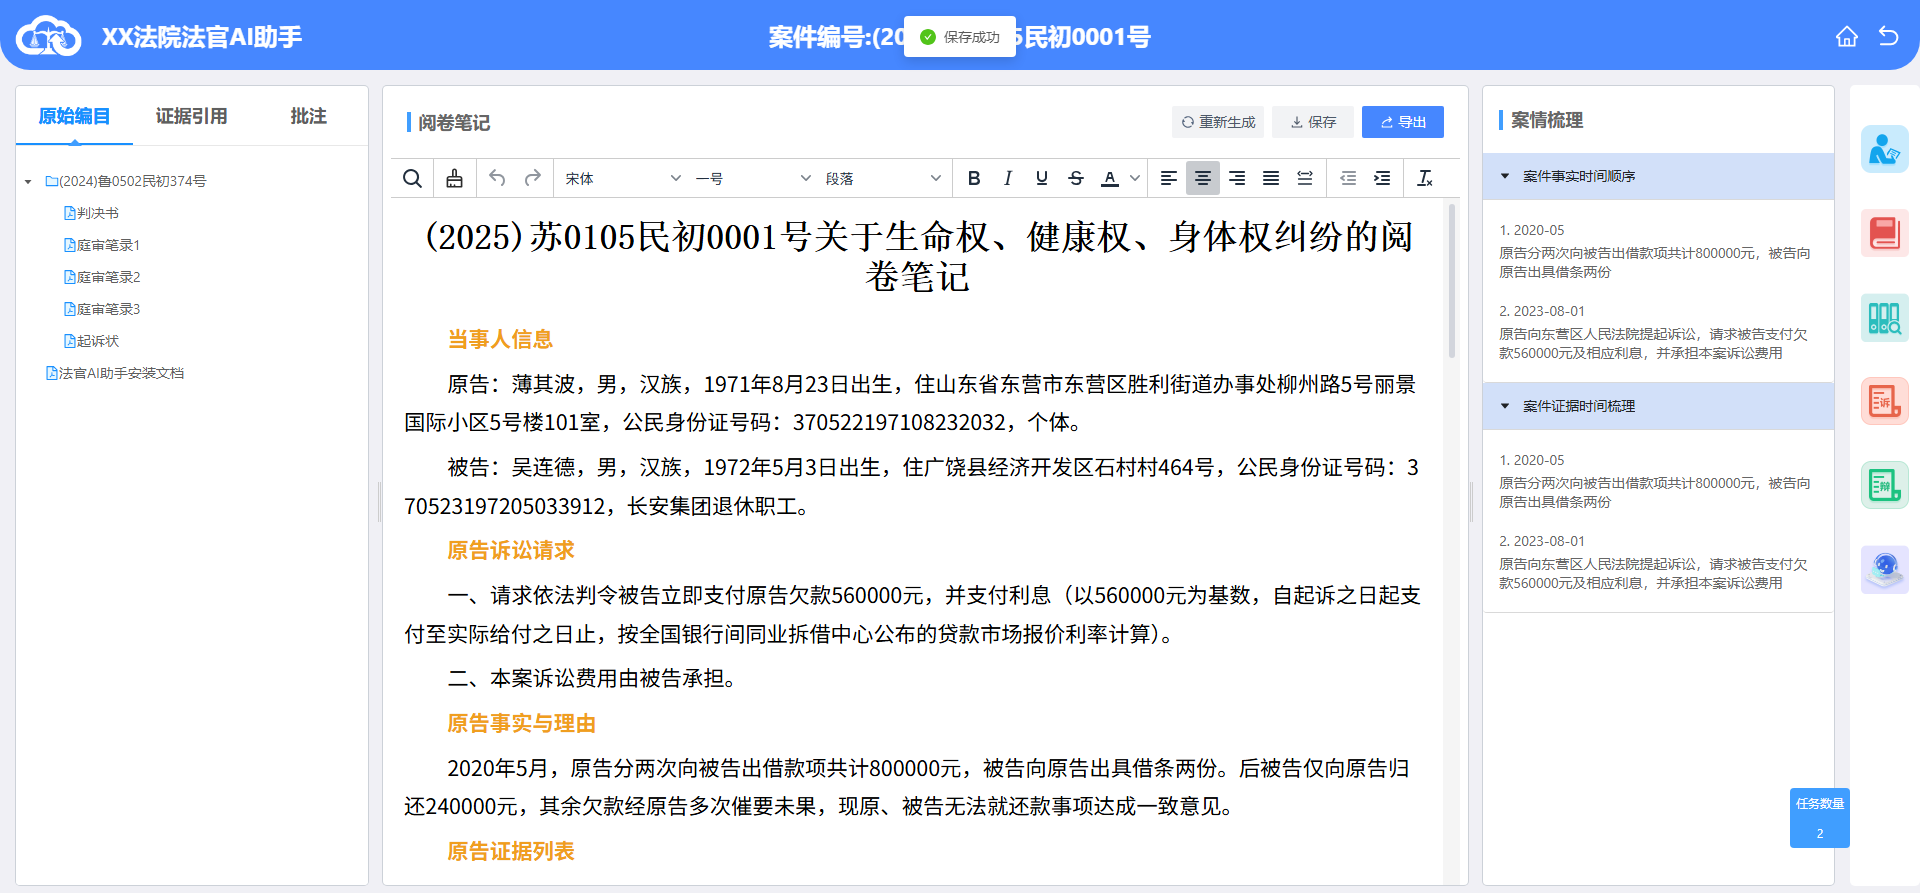 XX法院法官AI助手
案件编号:(20
5民初0001号
保存成功
原始编目 证据引用 批注
(2024)鲁0502民初374号
判决书
庭审笔录1
庭审笔录2
庭审笔录3
起诉状
法官AI助手安装文档
阅卷笔记
重新生成 保存 导出
宋体 一号 段落
(2025)苏0105民初0001号关于生命权、健康权、身体权纠纷的阅
卷笔记
当事人信息
原告：薄其波，男，汉族，1971年8月23日出生，住山东省东营市东营区胜利街道办事处柳州路5号丽景
国际小区5号楼101室，公民身份证号码：370522197108232032，个体。
被告：吴连德，男，汉族，1972年5月3日出生，住广饶县经济开发区石村村464号，公民身份证号码：3
70523197205033912，长安集团退休职工。
原告诉讼请求
一、请求依法判令被告立即支付原告欠款560000元，并支付利息（以560000元为基数，自起诉之日起支
付至实际给付之日止，按全国银行间同业拆借中心公布的贷款市场报价利率计算）。
二、本案诉讼费用由被告承担。
原告事实与理由
2020年5月，原告分两次向被告出借款项共计800000元，被告向原告出具借条两份。后被告仅向原告归
还240000元，其余欠款经原告多次催要未果，现原、被告无法就还款事项达成一致意见。
原告证据列表
案情梳理
案件事实时间顺序
1. 2020-05
原告分两次向被告出借款项共计800000元，被告向
原告出具借条两份
2. 2023-08-01
原告向东营区人民法院提起诉讼，请求被告支付欠
款560000元及相应利息，并承担本案诉讼费用
案件证据时间梳理
1. 2020-05
原告分两次向被告出借款项共计800000元，被告向
原告出具借条两份
2. 2023-08-01
原告向东营区人民法院提起诉讼，请求被告支付欠
款560000元及相应利息，并承担本案诉讼费用
诉
辩
任务数量
2